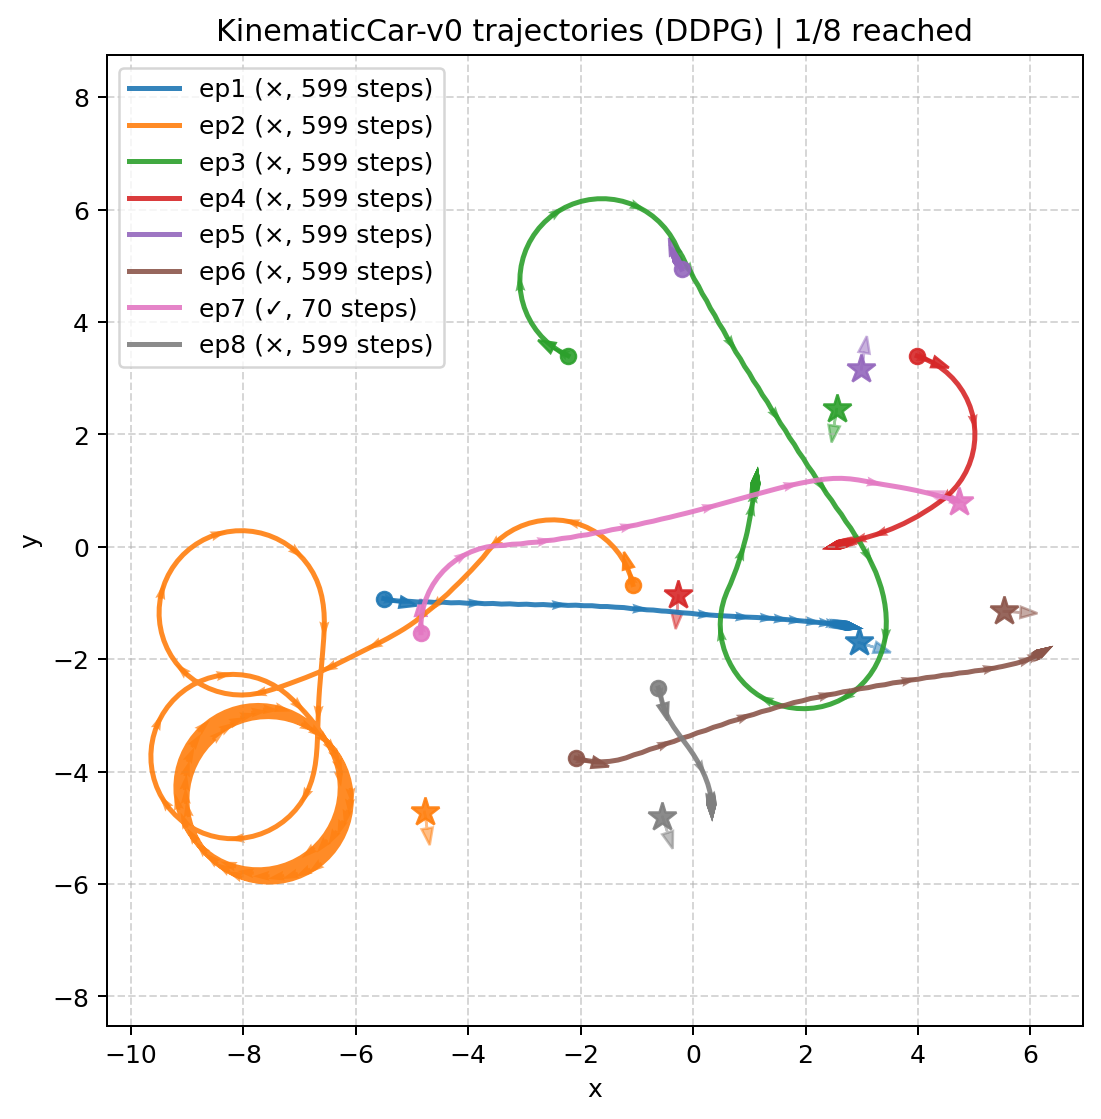 KinematicCar-v0 trajectories (DDPG) | 1/8 reached
ep1 (×, 599 steps)
ep2 (×, 599 steps)
ep3 (×, 599 steps)
ep4 (×, 599 steps)
ep5 (×, 599 steps)
ep6 (×, 599 steps)
ep7 (✓, 70 steps)
ep8 (×, 599 steps)
8
6
4
2
0
−2
−4
−6
−8
y
−10 −8 −6 −4 −2 0 2 4 6
x